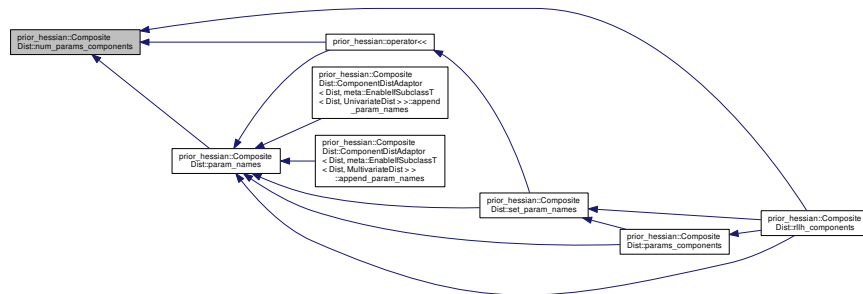 prior_hessian::Composite
Dist::num_params_components
prior_hessian::operator<<
prior_hessian::Composite
Dist::ComponentDistAdaptor
< Dist, meta::EnableIfSubclassT
< Dist, UnivariateDist > >::append
_param_names
prior_hessian::Composite
Dist::param_names
prior_hessian::Composite
Dist::ComponentDistAdaptor
< Dist, meta::EnableIfSubclassT
< Dist, MultivariateDist > >
::append_param_names
prior_hessian::Composite
Dist::set_param_names
prior_hessian::Composite
Dist::params_components
prior_hessian::Composite
Dist::rllh_components